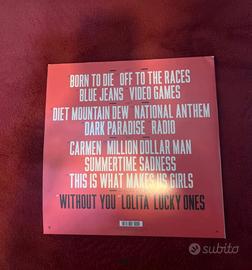 BORN TO DIE OFF TO THE RACES
BLUE JEANS VIDEO GAMES
DIET MOUNTAIN DEW NATIONAL ANTHEM
DARK PARADISE RADIO
CARMEN MILLION DOLLAR MAN
SUMMERTIME SADNESS
THIS IS WHAT MAKES US GIRLS
WITHOUT YOU LOLITA LUCKY ONES
subito